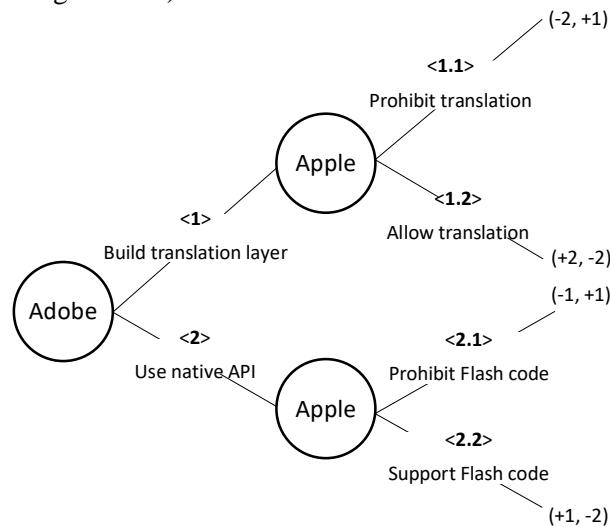 (-2, +1)
<1.1>
Prohibit translation
Apple
<1>
<1.2>
Build translation layer
Allow translation
(+2, -2)
Adobe
(-1, +1)
<2>
<2.1>
Use native API
Prohibit Flash code
Apple
<2.2>
Support Flash code
(+1, -2)